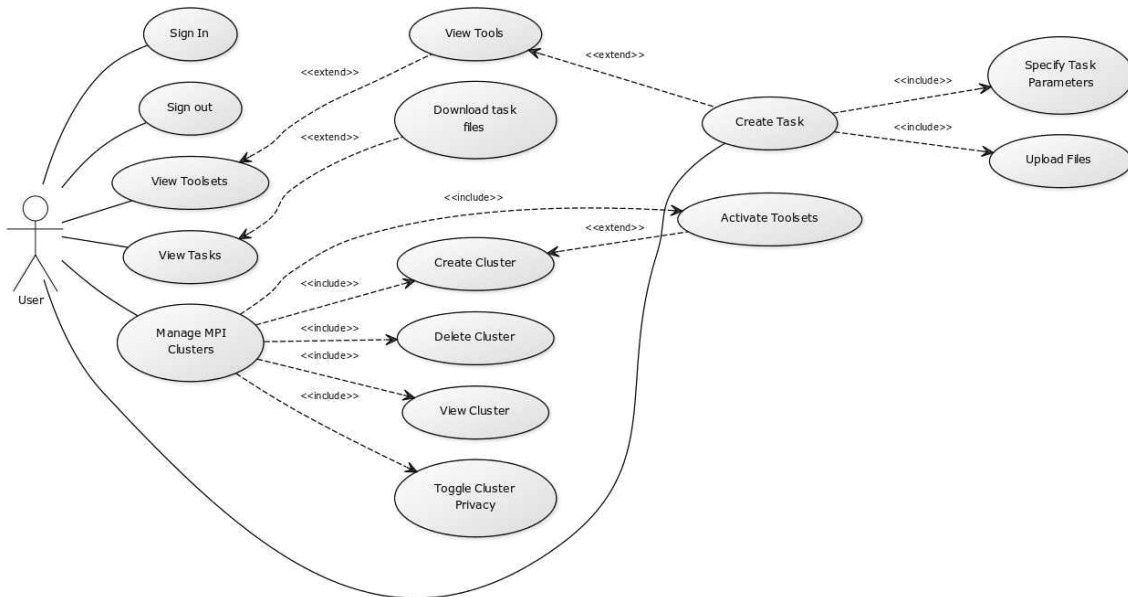 Sign In
View Tools
<<extend>>
<<extend>>
Specify Task
Parameters
<<include>>
Sign out
Download task
files
<<extend>>
Create Task
<<include>>
Upload Files
View Toolsets
<<include>>
Activate Toolsets
<<extend>>
View Tasks
Create Cluster
User
<<include>>
Manage MPI
Clusters
<<include>>
Delete Cluster
<<include>>
View Cluster
<<include>>
Toggle Cluster
Privacy